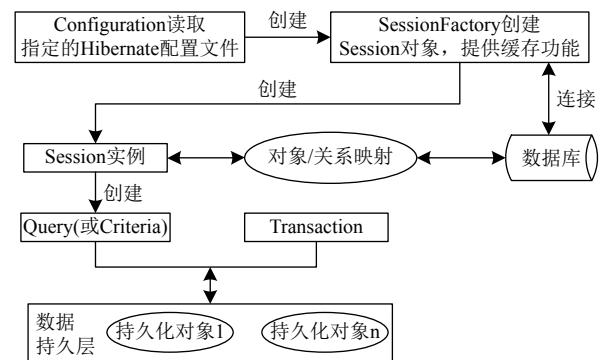 Configuration读取
指定的Hibernate配置文件
创建
SessionFactory创建
Session对象，提供缓存功能
创建
连接
Session实例
对象/关系映射
数据库
创建
Query(或Criteria)
Transaction
数据
持久层
持久化对象1
持久化对象n